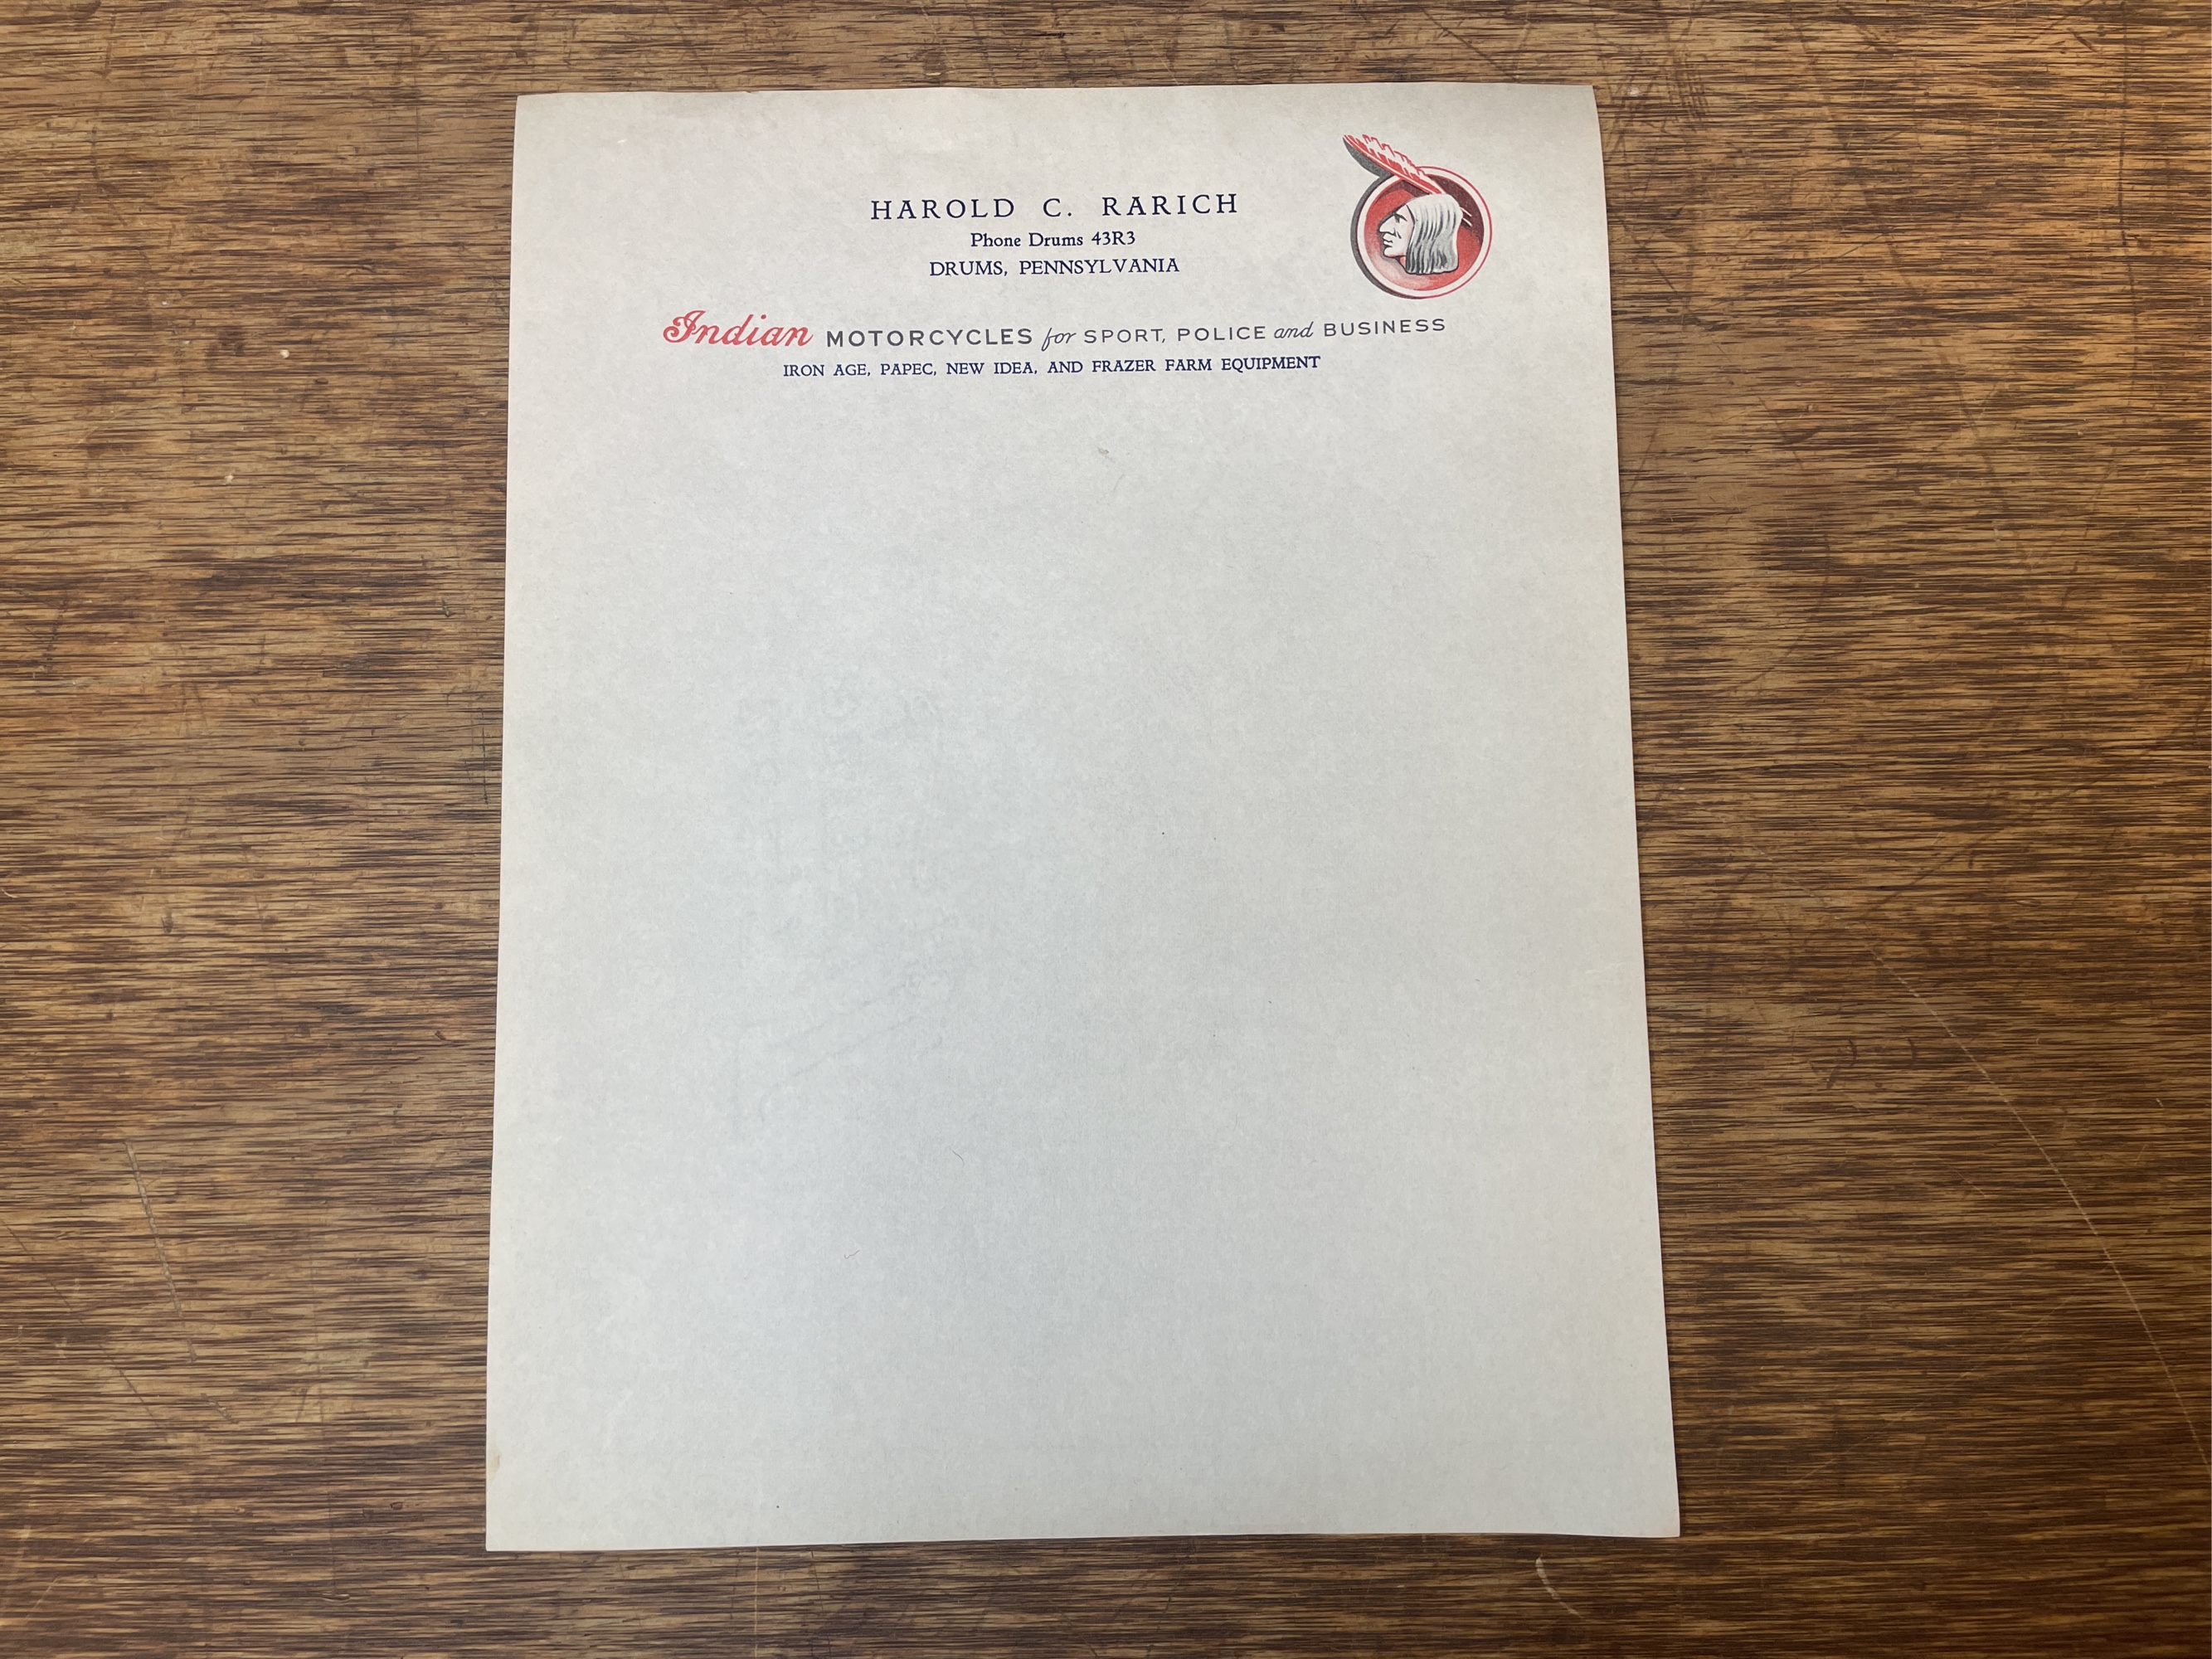 HAROLD C. RARICH
Phone Drums 43R3
DRUMS, PENNSYLVANIA
Indian MOTORCYCLES for SPORT, POLICE and BUSINESS
IRON AGE, PAPEC, NEW IDEA, AND FRAZER FARM EQUIPMENT